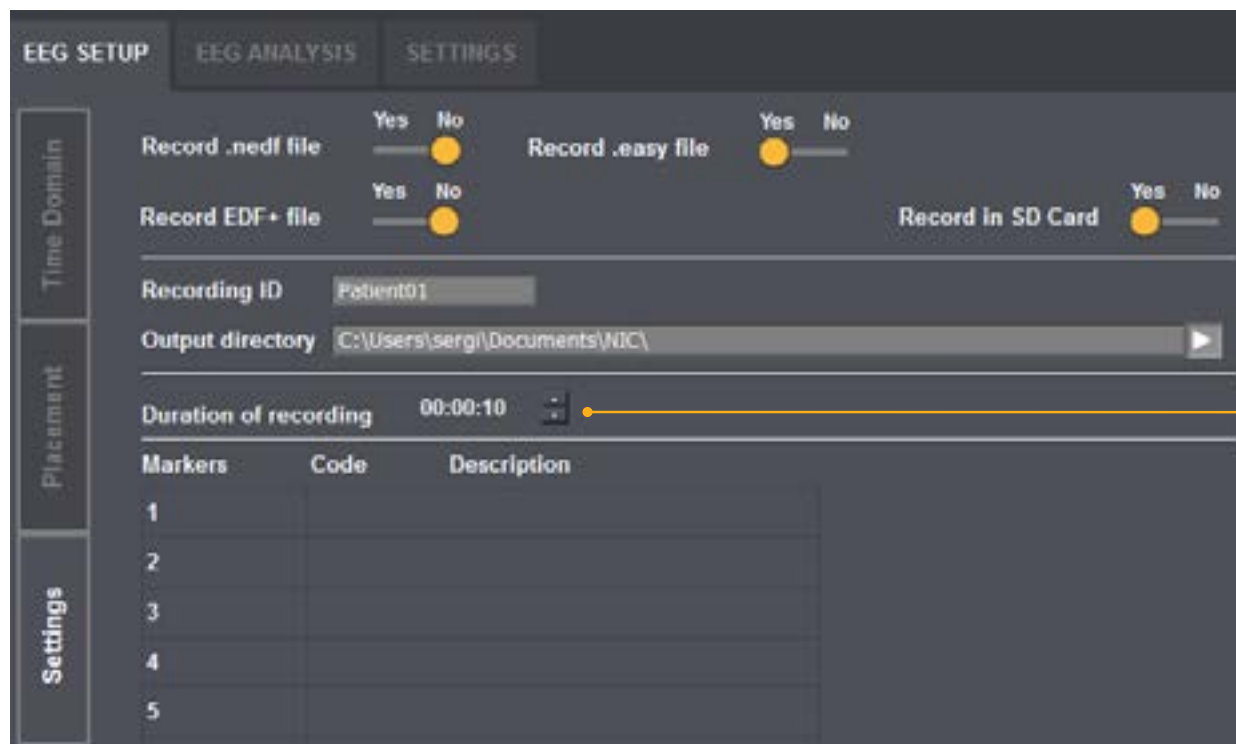 EEG SETUP EEG ANALYSIS SETTINGS
Time Domain
Placement
Settings
Yes No
Record .nedf file
Yes No
Record .easy file
Yes No
Record EDF+ file
Yes No
Record in SD Card
Recording ID Patient01
Output directory C:\Users\sergi\Documents\NIC\
Duration of recording 00:00:10
Markers Code Description
1
2
3
4
5